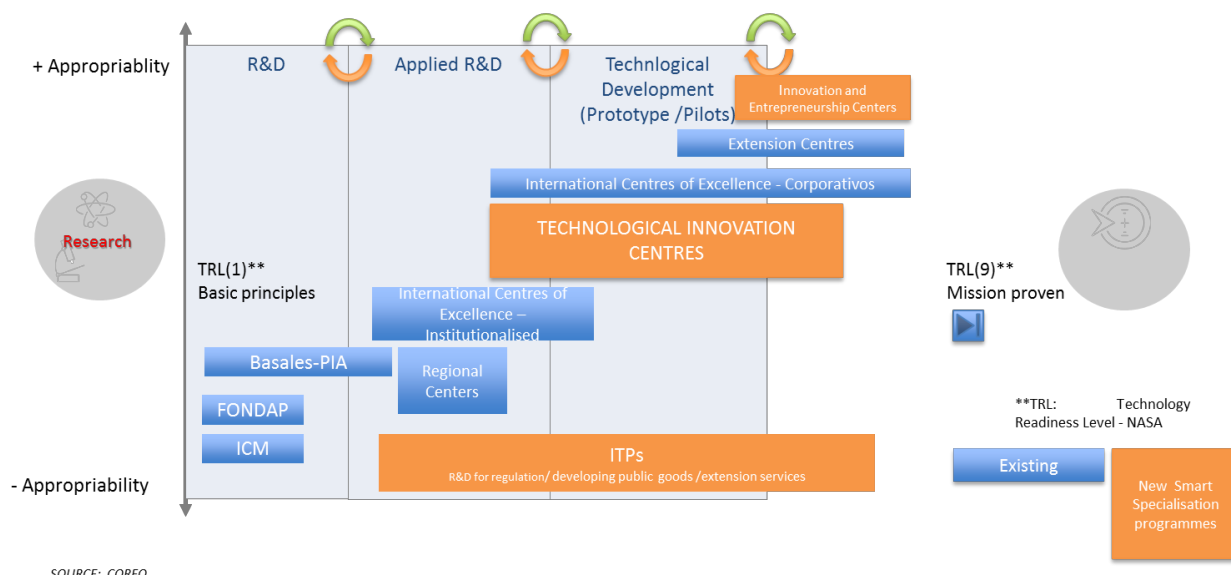 + Appropriablity
R&D
Applied R&D
Technlogical
Development
(Prototype /Pilots)
Innovation and
Entrepreneurship Centers
Extension Centres
International Centres of Excellence - Corporativos
TECHNOLOGICAL INNOVATION
CENTRES
Research
TRL(1)**
Basic principles
TRL(9)**
Mission proven
International Centres of
Excellence –
Institutionalised
Basales-PIA
Regional
Centers
FONDAP
ICM
ITPs
R&D for regulation/ developing public goods /extension services
- Appropriability
**TRL: Technology
Readiness Level - NASA
Existing
New Smart
Specialisation
programmes
SOURCE: CORFO